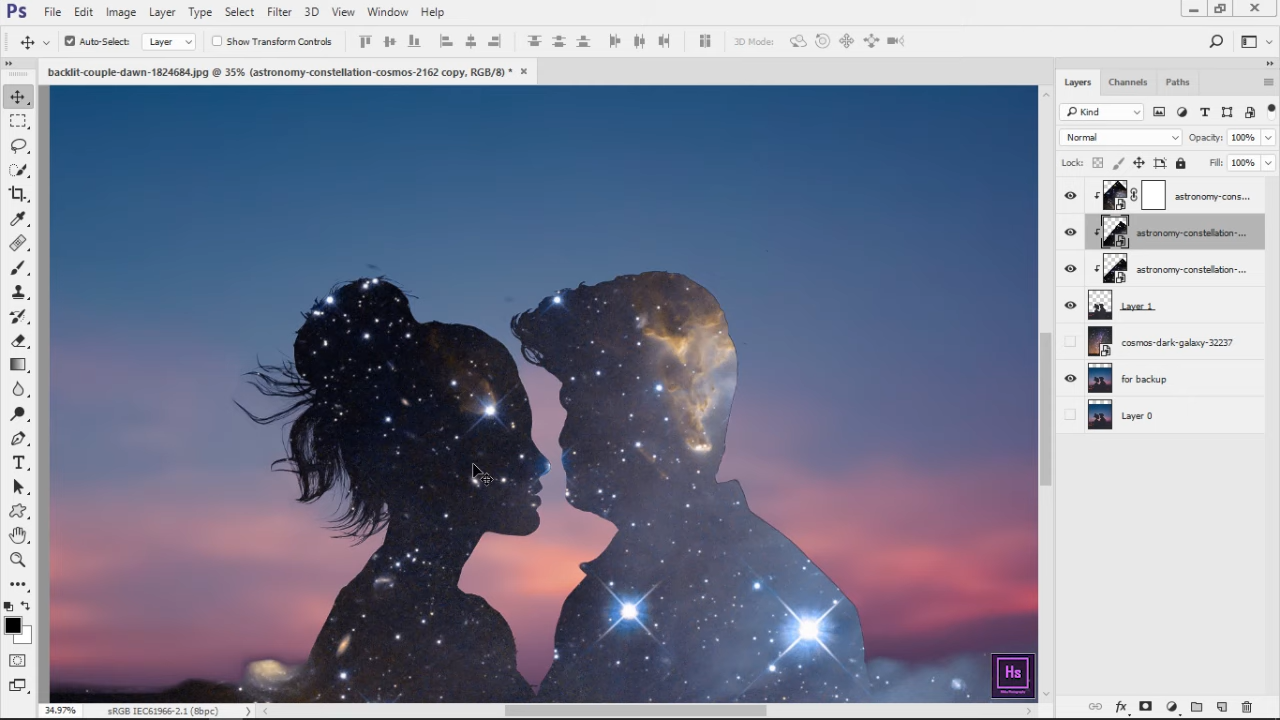 Ps File Edit Image Layer Type Select Filter 3D View Window Help
Auto-Select: Layer Show Transform Controls 3D Mode:
backlit-couple-dawn-1824684.jpg @ 35% (astronomy-constellation-cosmos-2162 copy, RGB/8) *
Layers Channels Paths
Kind
Normal Opacity: 100%
Lock: Fill: 100%
astronomy-cons...
astronomy-constellation-...
astronomy-constellation-...
Layer 1
cosmos-dark-galaxy-32237
for backup
Layer 0
Hs
34.97% sRGB IEC61966-2.1 (8bpc)
fx